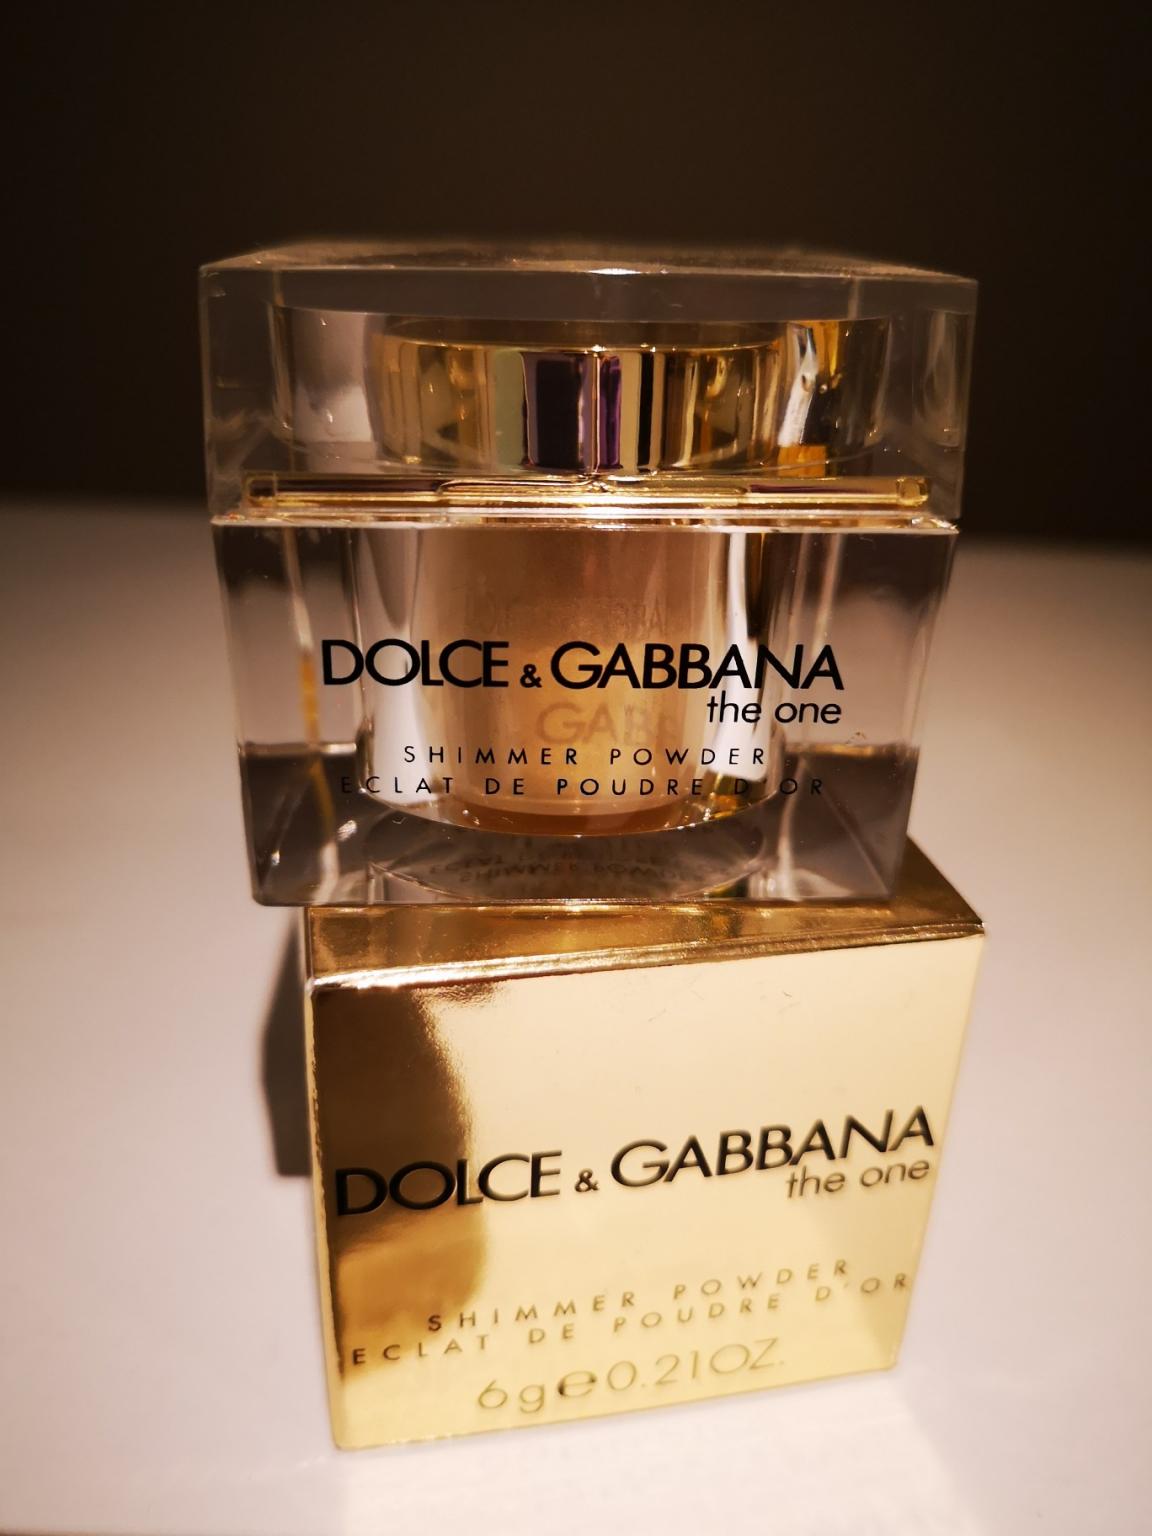 DOLCE & GABBANA
the one
SHIMMER POWDER
ECLAT DE POUDRE D'OR
DOLCE & GABBANA
the one
SHIMMER POWDER
ECLAT DE POUDRE D'OR
6g e 0.21OZ.